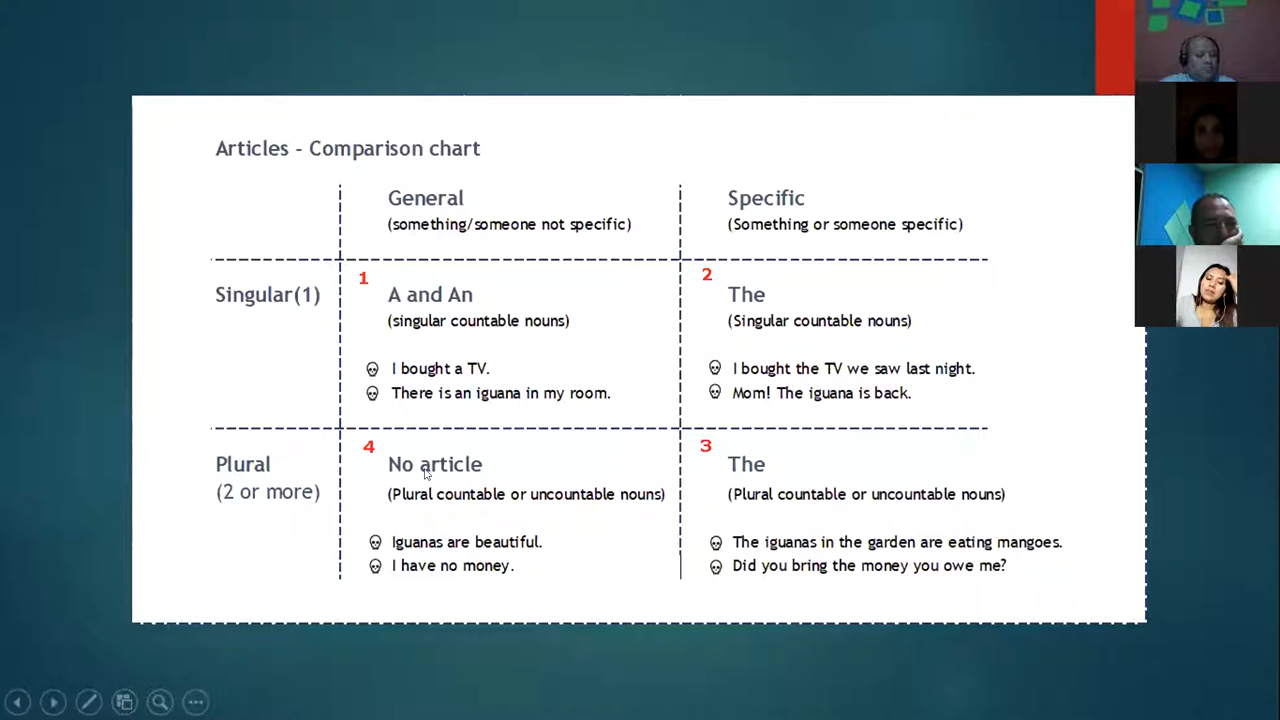 Articles - Comparison chart
General
(something/someone not specific)
Specific
(Something or someone specific)
Singular(1)
1
A and An
(singular countable nouns)
I bought a TV.
There is an iguana in my room.
2
The
(Singular countable nouns)
I bought the TV we saw last night.
Mom! The iguana is back.
Plural
(2 or more)
4
No article
(Plural countable or uncountable nouns)
Iguanas are beautiful.
I have no money.
3
The
(Plural countable or uncountable nouns)
The iguanas in the garden are eating mangoes.
Did you bring the money you owe me?